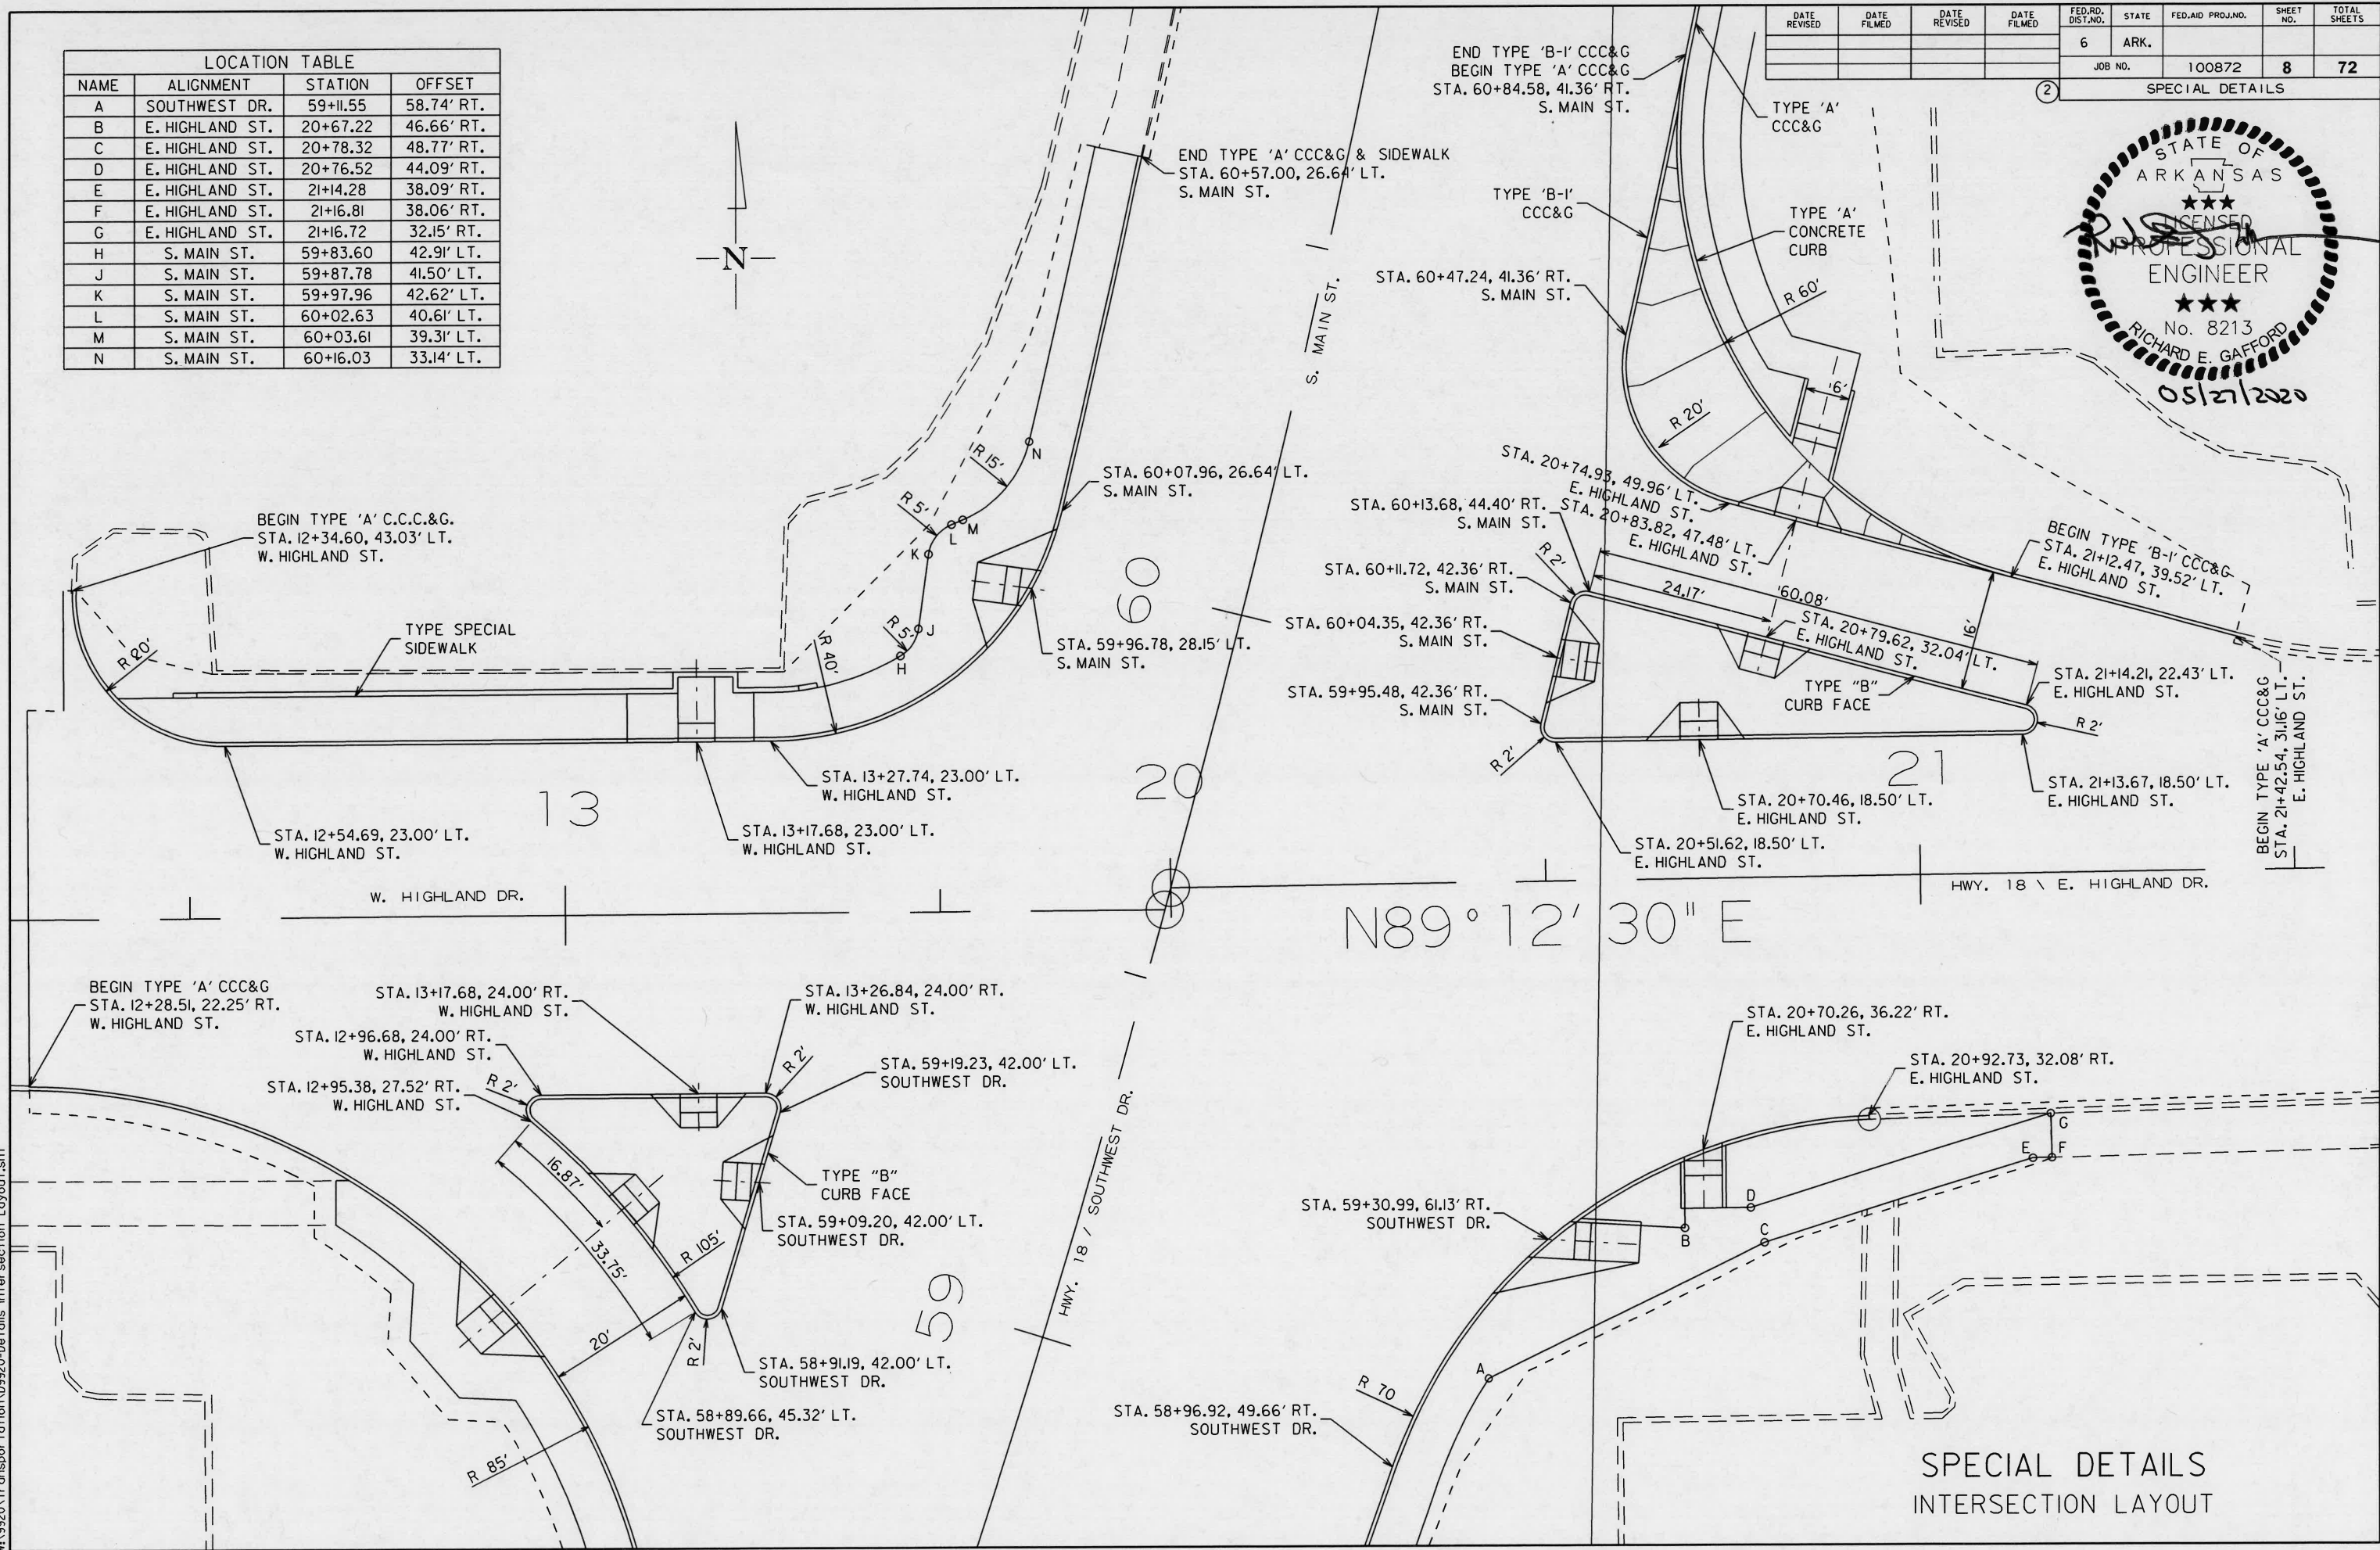 LOCATION TABLE
NAME ALIGNMENT STATION OFFSET
A SOUTHWEST DR. 59+11.55 58.74' RT.
B E. HIGHLAND ST. 20+67.22 46.66' RT.
C E. HIGHLAND ST. 20+78.32 48.77' RT.
D E. HIGHLAND ST. 20+76.52 44.09' RT.
E E. HIGHLAND ST. 21+14.28 38.09' RT.
F E. HIGHLAND ST. 21+16.81 38.06' RT.
G E. HIGHLAND ST. 21+16.72 32.15' RT.
H S. MAIN ST. 59+83.60 42.91' LT.
J S. MAIN ST. 59+87.78 41.50' LT.
K S. MAIN ST. 59+97.96 42.62' LT.
L S. MAIN ST. 60+02.63 40.61' LT.
M S. MAIN ST. 60+03.61 39.31' LT.
N S. MAIN ST. 60+16.03 33.14' LT.
N
DATE REVISED DATE FILMED DATE REVISED DATE FILMED FED.RD. DIST.NO. STATE FED.AID PROJ.NO. SHEET NO. TOTAL SHEETS
6 ARK.
JOB NO. 100872 8 72
2 SPECIAL DETAILS
STATE OF
ARKANSAS
LICENSED
PROFESSIONAL
ENGINEER
No. 8213
RICHARD E. GAFFORD
05/27/2020
END TYPE 'B-1' CCC&G
BEGIN TYPE 'A' CCC&G
STA. 60+84.58, 41.36' RT.
S. MAIN ST.
TYPE 'A'
CCC&G
END TYPE 'A' CCC&G & SIDEWALK
STA. 60+57.00, 26.64' LT.
S. MAIN ST.
TYPE 'B-1'
CCC&G
TYPE 'A'
CONCRETE
CURB
S. MAIN ST.
STA. 60+47.24, 41.36' RT.
S. MAIN ST.
R 60'
6'
R 20'
N
R 15'
R 5'
L
M
K
STA. 60+07.96, 26.64' LT.
S. MAIN ST.
BEGIN TYPE 'A' C.C.C.&G.
STA. 12+34.60, 43.03' LT.
W. HIGHLAND ST.
STA. 20+74.93, 49.96' LT.
E. HIGHLAND ST.
STA. 60+13.68, 44.40' RT.
S. MAIN ST.
STA. 20+83.82, 47.48' LT.
E. HIGHLAND ST.
BEGIN TYPE 'B-1' CCC&G
STA. 21+12.47, 39.52' LT.
E. HIGHLAND ST.
R 2'
STA. 60+11.72, 42.36' RT.
S. MAIN ST.
24.17'
60.08'
60
STA. 60+04.35, 42.36' RT.
S. MAIN ST.
STA. 20+79.62, 32.04' LT.
E. HIGHLAND ST.
16'
TYPE SPECIAL
SIDEWALK
R 20'
R 5'
J
H
R 40'
STA. 59+96.78, 28.15' LT.
S. MAIN ST.
STA. 59+95.48, 42.36' RT.
S. MAIN ST.
TYPE "B"
CURB FACE
STA. 21+14.21, 22.43' LT.
E. HIGHLAND ST.
R 2'
R 2'
BEGIN TYPE 'A' CCC&G
STA. 21+42.54, 31.16' LT.
E. HIGHLAND ST.
21
STA. 21+13.67, 18.50' LT.
E. HIGHLAND ST.
20
STA. 13+27.74, 23.00' LT.
W. HIGHLAND ST.
13
STA. 20+70.46, 18.50' LT.
E. HIGHLAND ST.
STA. 12+54.69, 23.00' LT.
W. HIGHLAND ST.
STA. 13+17.68, 23.00' LT.
W. HIGHLAND ST.
STA. 20+51.62, 18.50' LT.
E. HIGHLAND ST.
W. HIGHLAND DR.
HWY. 18 \ E. HIGHLAND DR.
N89°12'30"E
BEGIN TYPE 'A' CCC&G
STA. 12+28.51, 22.25' RT.
W. HIGHLAND ST.
STA. 13+17.68, 24.00' RT.
W. HIGHLAND ST.
STA. 13+26.84, 24.00' RT.
W. HIGHLAND ST.
STA. 12+96.68, 24.00' RT.
W. HIGHLAND ST.
R 2'
STA. 59+19.23, 42.00' LT.
SOUTHWEST DR.
STA. 12+95.38, 27.52' RT.
W. HIGHLAND ST.
R 2'
16.87'
33.75'
TYPE "B"
CURB FACE
STA. 59+09.20, 42.00' LT.
SOUTHWEST DR.
R 105'
20'
R 2'
STA. 58+91.19, 42.00' LT.
SOUTHWEST DR.
STA. 58+89.66, 45.32' LT.
SOUTHWEST DR.
R 85'
59
HWY. 18 / SOUTHWEST DR.
STA. 20+70.26, 36.22' RT.
E. HIGHLAND ST.
STA. 20+92.73, 32.08' RT.
E. HIGHLAND ST.
G
E
F
D
B
C
A
STA. 59+30.99, 61.13' RT.
SOUTHWEST DR.
R 70
STA. 58+96.92, 49.66' RT.
SOUTHWEST DR.
SPECIAL DETAILS
INTERSECTION LAYOUT